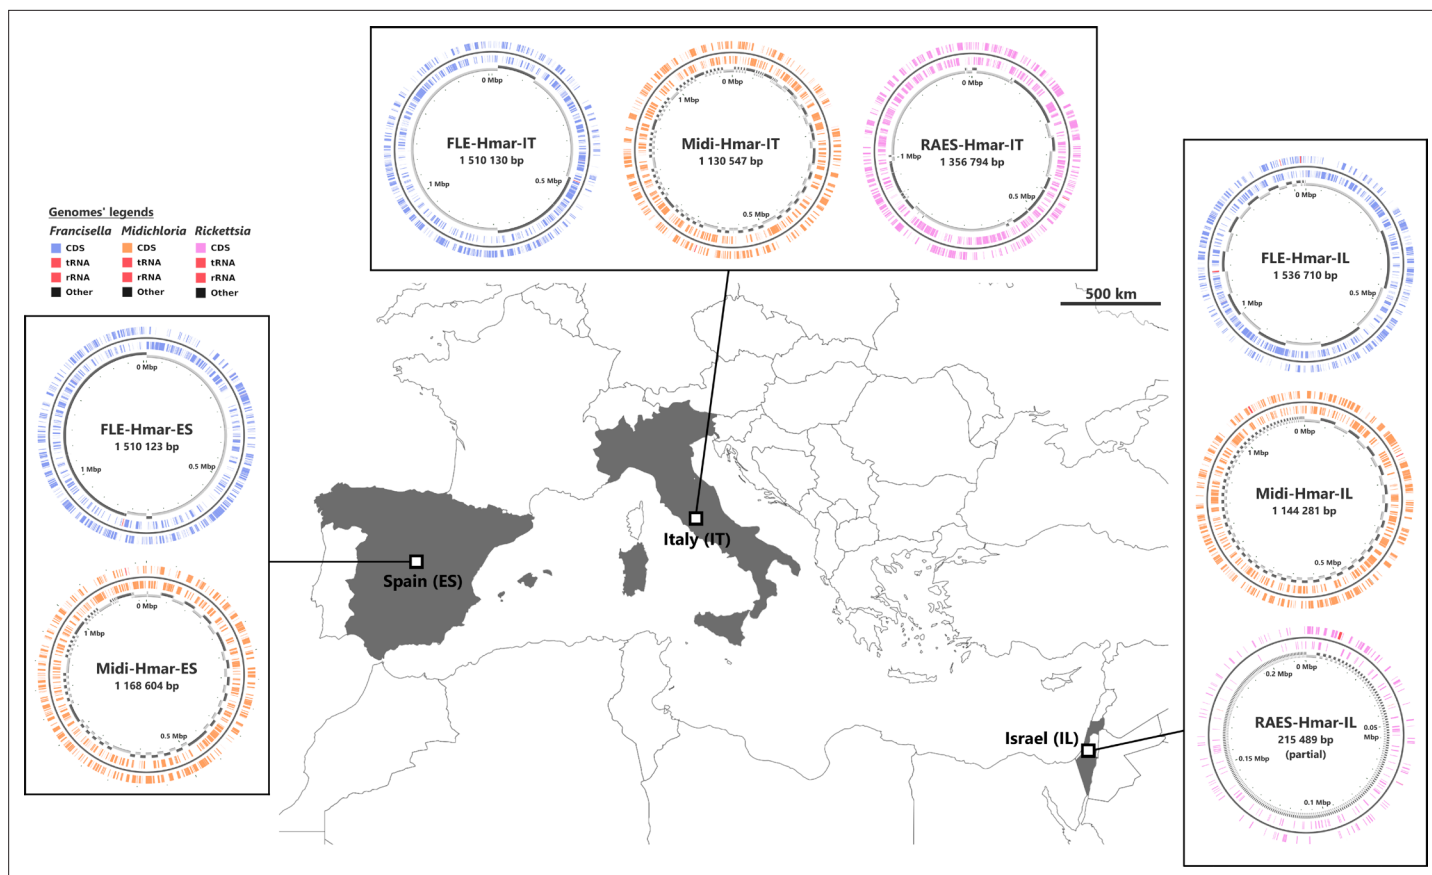 0 Mbp
0.5 Mbp
1 Mbp
FLE-Hmar-IT
1 510 130 bp
0 Mbp
0.5 Mbp
1 Mbp
Midi-Hmar-IT
1 130 547 bp
0 Mbp
0.5 Mbp
1 Mbp
RAES-Hmar-IT
1 356 794 bp
Genomes' legends
Francisella Midichloria Rickettsia
CDS CDS CDS
tRNA tRNA tRNA
rRNA rRNA rRNA
Other Other Other
500 km
0 Mbp
0.5 Mbp
1 Mbp
FLE-Hmar-ES
1 510 123 bp
0 Mbp
0.5 Mbp
1 Mbp
Midi-Hmar-ES
1 168 604 bp
Spain (ES)
Italy (IT)
Israel (IL)
0 Mbp
0.5 Mbp
1 Mbp
FLE-Hmar-IL
1 536 710 bp
0 Mbp
0.5 Mbp
1 Mbp
Midi-Hmar-IL
1 144 281 bp
0 Mbp
0.05
Mbp
0.1 Mbp
0.15 Mbp
0.2 Mbp
RAES-Hmar-IL
215 489 bp
(partial)